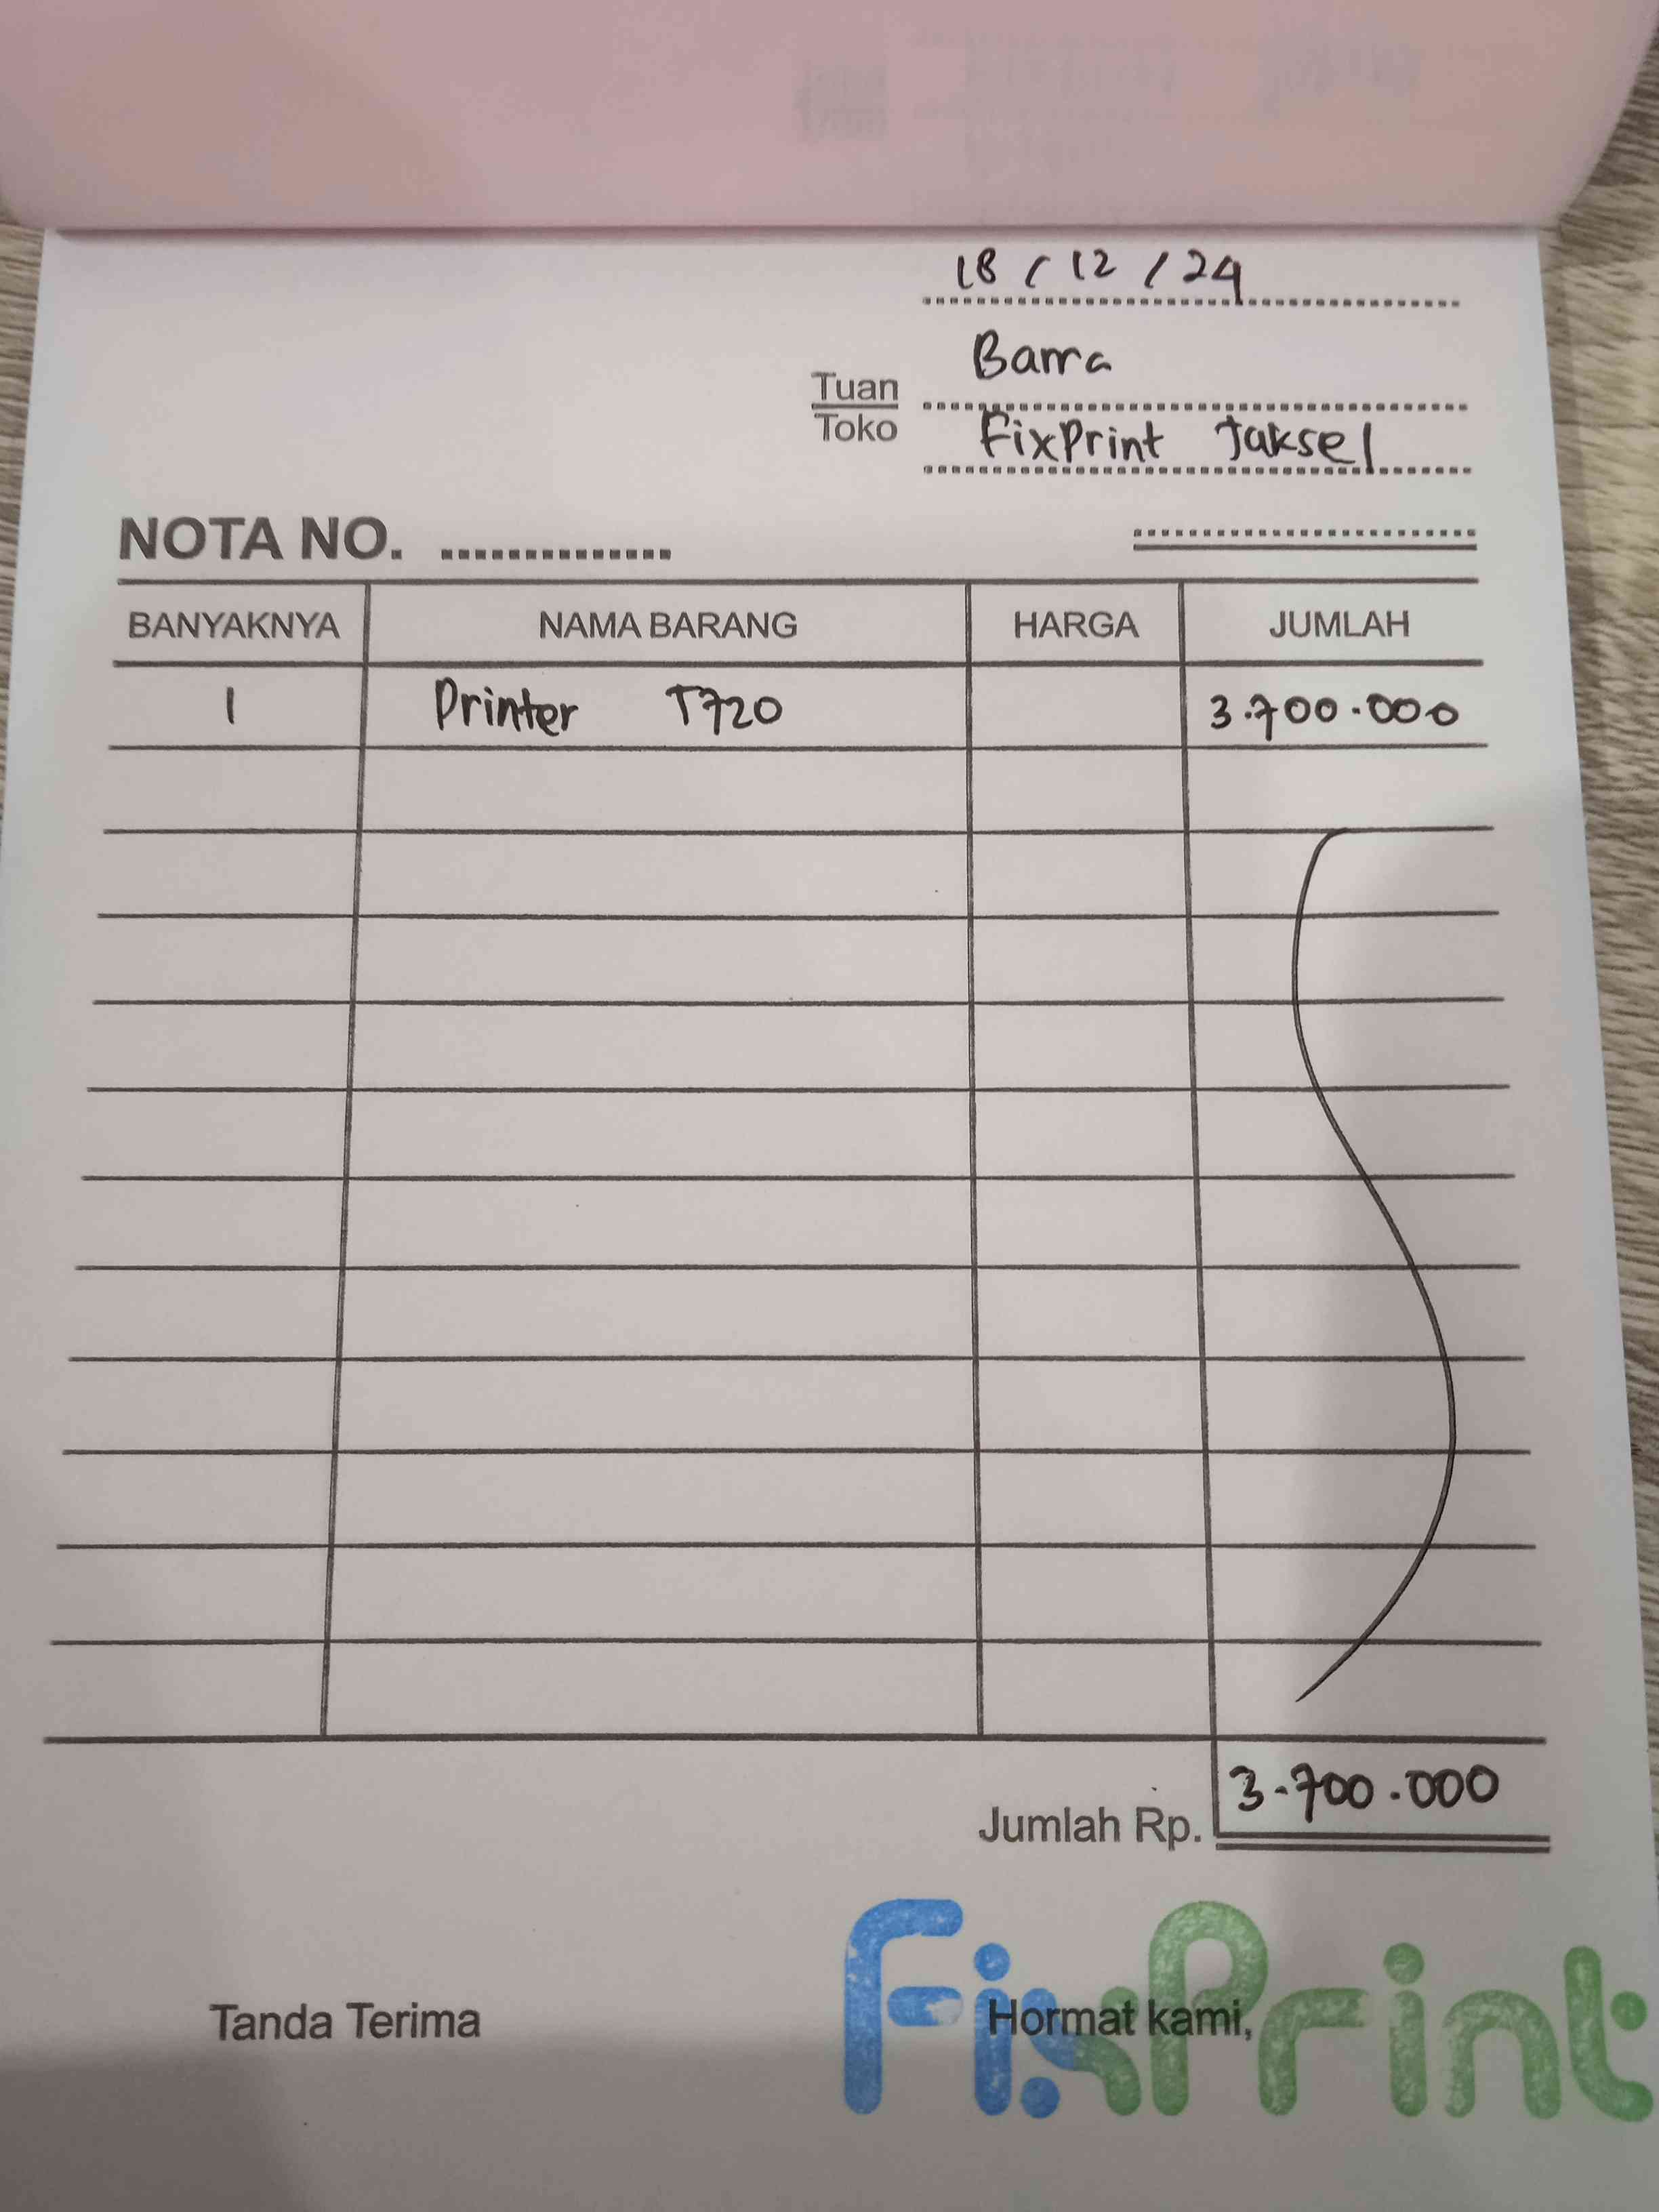 18 / 12 / 24
Barra
Tuan
Toko
FixPrint Jaksel
NOTA NO.
BANYAKNYA NAMA BARANG HARGA JUMLAH
1 Printer T720 3.700.000
Jumlah Rp. 3.700.000
Tanda Terima Hormat kami,
FixPrint